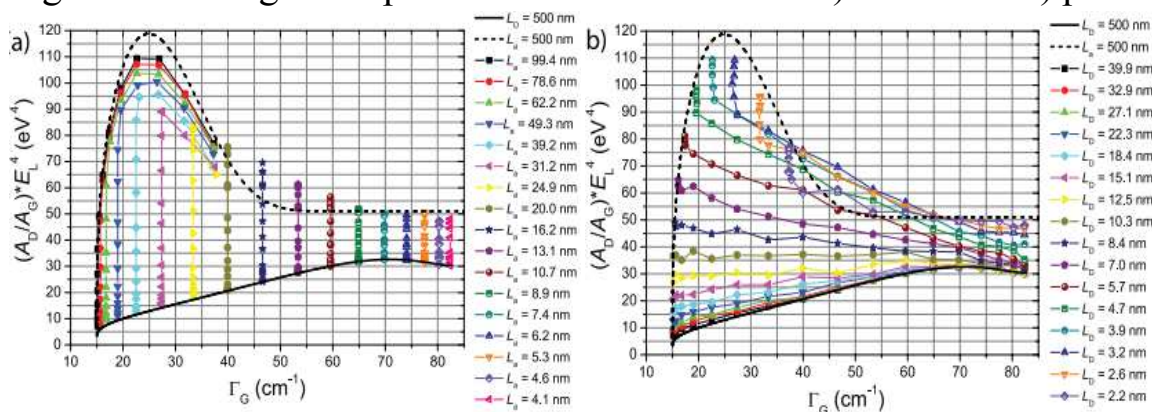 (a)
(A_D/A_G)*E_L^4 (eV^4)
120
110
100
90
80
70
60
50
40
30
20
10
0
10 20 30 40 50 60 70 80
Γ_G (cm^-1)
L_D = 500 nm
L_a = 500 nm
L_a = 99.4 nm
L_a = 78.6 nm
L_a = 62.2 nm
L_a = 49.3 nm
L_a = 39.2 nm
L_a = 31.2 nm
L_a = 24.9 nm
L_a = 20.0 nm
L_a = 16.2 nm
L_a = 13.1 nm
L_a = 10.7 nm
L_a = 8.9 nm
L_a = 7.4 nm
L_a = 6.2 nm
L_a = 5.3 nm
L_a = 4.6 nm
L_a = 4.1 nm
b)
(A_D/A_G)*E_L^4 (eV^4)
120
110
100
90
80
70
60
50
40
30
20
10
0
10 20 30 40 50 60 70 80
Γ_G (cm^-1)
L_D = 500 nm
L_a = 500 nm
L_D = 39.9 nm
L_D = 32.9 nm
L_D = 27.1 nm
L_D = 22.3 nm
L_D = 18.4 nm
L_D = 15.1 nm
L_D = 12.5 nm
L_D = 10.3 nm
L_D = 8.4 nm
L_D = 7.0 nm
L_D = 5.7 nm
L_D = 4.7 nm
L_D = 3.9 nm
L_D = 3.2 nm
L_D = 2.6 nm
L_D = 2.2 nm